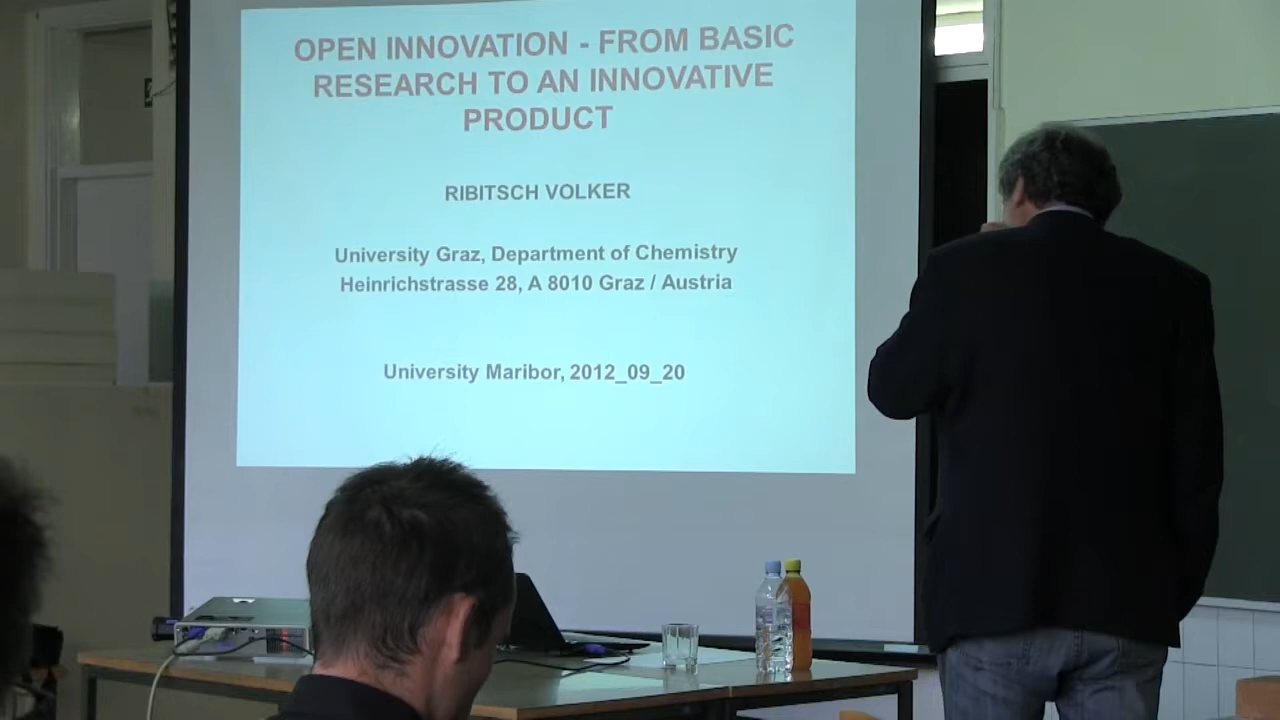 OPEN INNOVATION - FROM BASIC
RESEARCH TO AN INNOVATIVE
PRODUCT
RIBITSCH VOLKER
University Graz, Department of Chemistry
Heinrichstrasse 28, A 8010 Graz / Austria
University Maribor, 2012_09_20